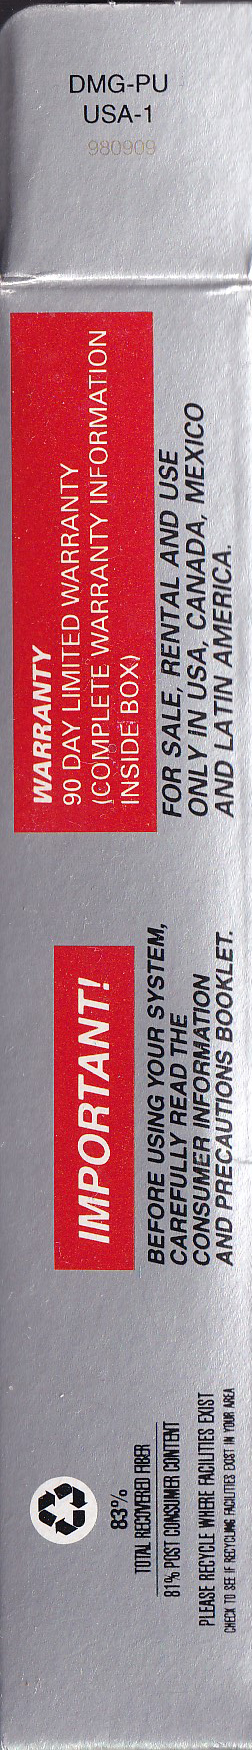 DMG-PU
USA-1
980909
WARRANTY
90 DAY LIMITED WARRANTY
(COMPLETE WARRANTY INFORMATION
INSIDE BOX)
FOR SALE, RENTAL AND USE
ONLY IN USA, CANADA, MEXICO
AND LATIN AMERICA.
IMPORTANT!
BEFORE USING YOUR SYSTEM,
CAREFULLY READ THE
CONSUMER INFORMATION
AND PRECAUTIONS BOOKLET.
83%
TOTAL RECOVERED FIBER
81% POST CONSUMER CONTENT
PLEASE RECYCLE WHERE FACILITIES EXIST
CHECK TO SEE IF RECYCLING FACILITIES EXIST IN YOUR AREA